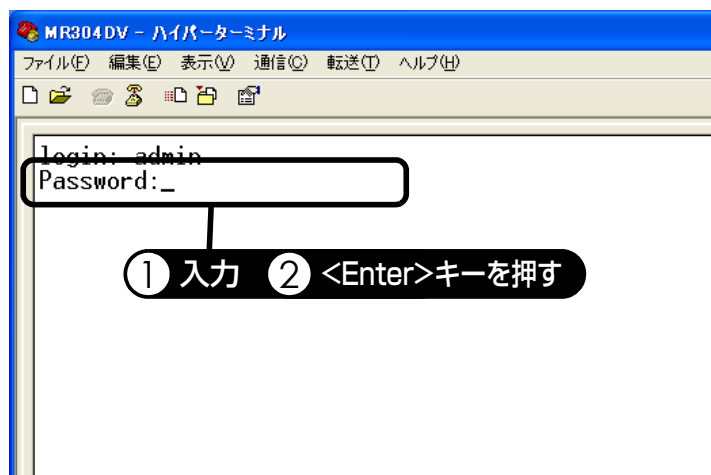 MR304DV - ハイパーターミナル
ファイル(F) 編集(E) 表示(V) 通信(C) 転送(T) ヘルプ(H)
login: admin
Password:_
① 入力 ② <Enter>キーを押す